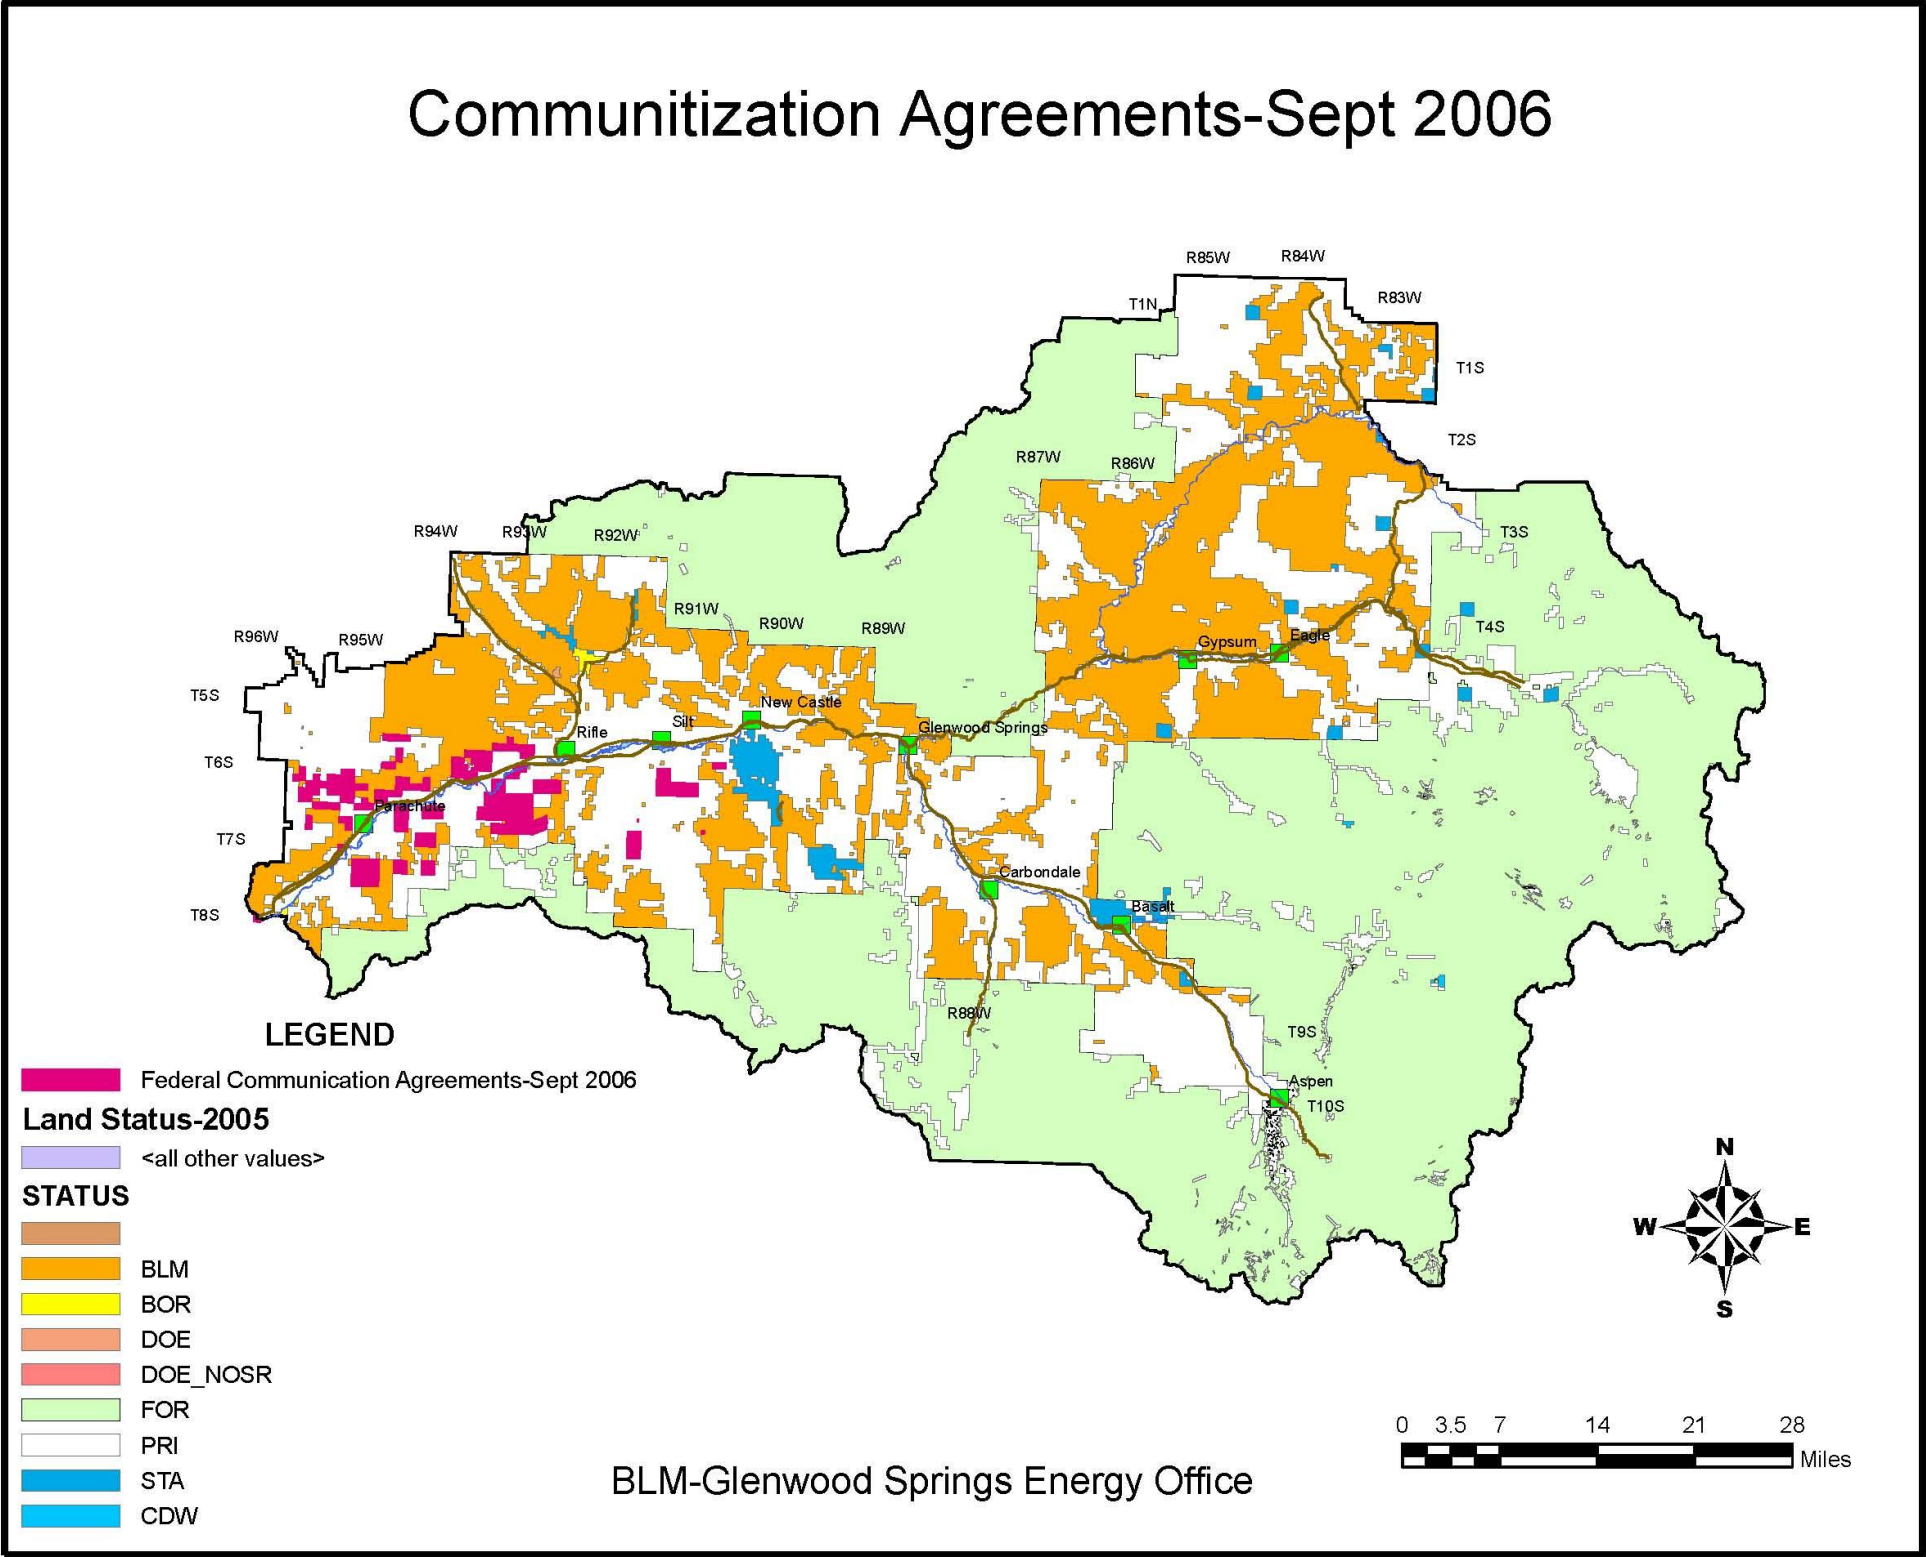 Communitization Agreements-Sept 2006
R85W R84W
T1N R83W
T1S
T2S
R87W R86W
R94W R93W R92W T3S
R91W R90W R89W T4S
R96W R95W
Gypsum Eagle
T5S
New Castle
Silt
Rifle Glenwood Springs
T6S
Parachute
T7S
Carbondale
Basalt
T8S
R88W
T9S
Aspen
T10S
LEGEND
Federal Communication Agreements-Sept 2006
Land Status-2005
<all other values>
STATUS
BLM
BOR
DOE
DOE_NOSR
FOR
PRI
STA
CDW
N
W E
S
0 3.5 7 14 21 28
Miles
BLM-Glenwood Springs Energy Office